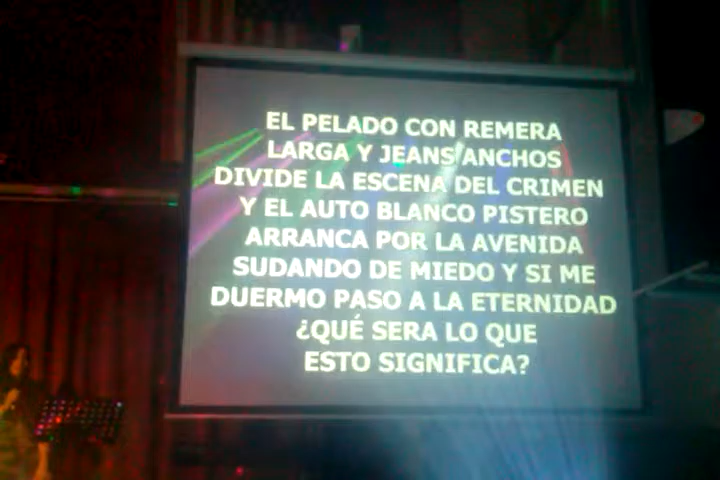 EL PELADO CON REMERA
LARGA Y JEANS ANCHOS
DIVIDE LA ESCENA DEL CRIMEN
Y EL AUTO BLANCO PISTERO
ARRANCA POR LA AVENIDA
SUDANDO DE MIEDO Y SI ME
DUERMO PASO A LA ETERNIDAD
¿QUÉ SERA LO QUE
ESTO SIGNIFICA?